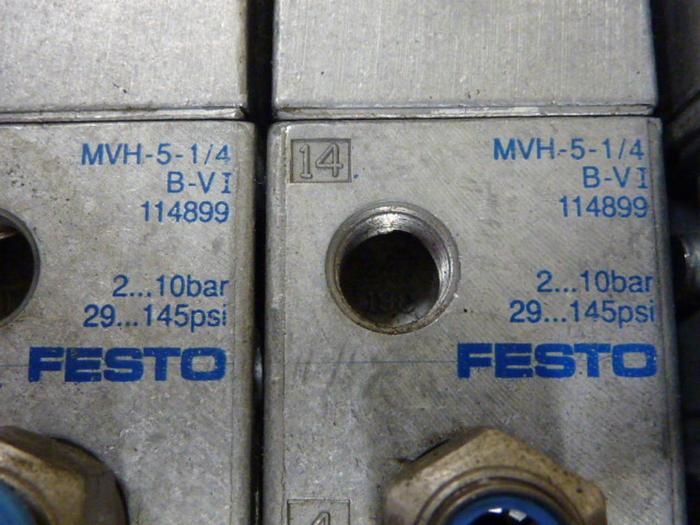 MVH-5-1/4
B-VI
114899
2...10bar
29...145psi
FESTO
14
MVH-5-1/4
B-VI
114899
2...10bar
29...145psi
FESTO
4